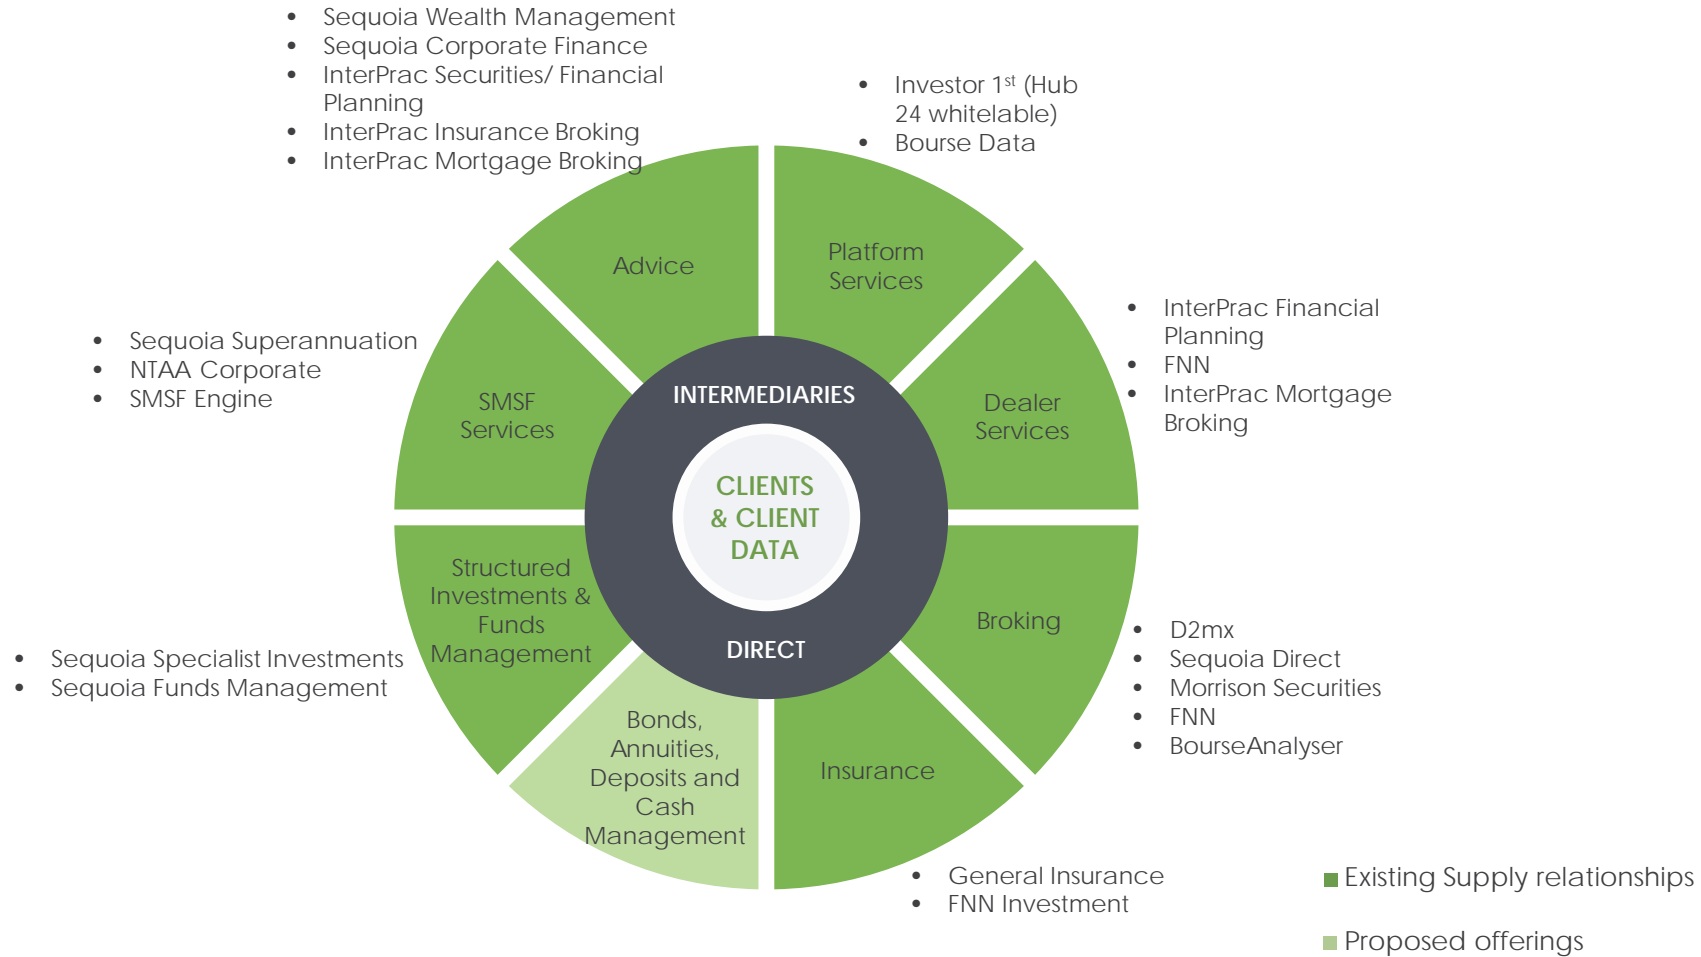 • Sequoia Wealth Management
• Sequoia Corporate Finance
• InterPrac Securities/ Financial
Planning
• InterPrac Insurance Broking
• InterPrac Mortgage Broking
• Investor 1st (Hub
24 whitelable)
• Bourse Data
Advice
Platform
Services
• InterPrac Financial
Planning
• FNN
• InterPrac Mortgage
Broking
• Sequoia Superannuation
• NTAA Corporate
• SMSF Engine
SMSF
Services
INTERMEDIARIES
Dealer
Services
CLIENTS
& CLIENT
DATA
Structured
Investments &
Funds
Management
DIRECT
Broking
• Sequoia Specialist Investments
• Sequoia Funds Management
• D2mx
• Sequoia Direct
• Morrison Securities
• FNN
• BourseAnalyser
Bonds,
Annuities,
Deposits and
Cash
Management
Insurance
• General Insurance
• FNN Investment
Existing Supply relationships
Proposed offerings